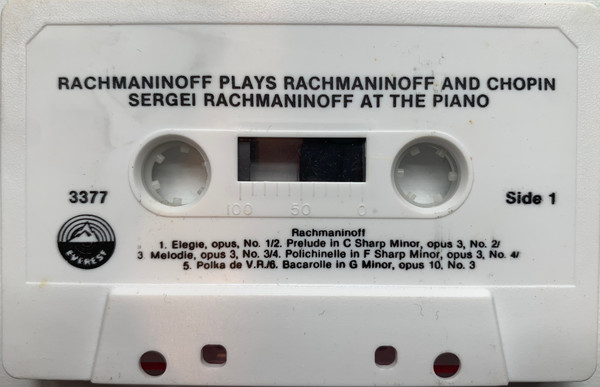 RACHMANINOFF PLAYS RACHMANINOFF AND CHOPIN
SERGEI RACHMANINOFF AT THE PIANO
3377
Side 1
100 50 0
EVEREST
Rachmaninoff
1. Elegie, opus, No. 1/2. Prelude in C Sharp Minor, opus 3, No. 2/
3. Melodie, opus 3, No. 3/4. Polichinelle in F Sharp Minor, opus 3, No. 4/
5. Polka de V.R./6. Bacarolle in G Minor, opus 10, No. 3